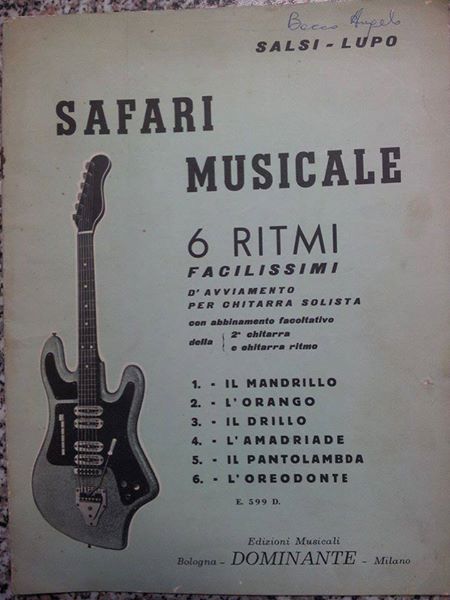 Bocco Angelo
SALSI - LUPO
SAFARI
MUSICALE
6 RITMI
FACILISSIMI
D'AVVIAMENTO
PER CHITARRA SOLISTA
con abbinamento facoltativo
della { 2ª chitarra
e chitarra ritmo
1. - IL MANDRILLO
2. - L'ORANGO
3. - IL DRILLO
4. - L'AMADRIADE
5. - IL PANTOLAMBDA
6. - L'OREODONTE
E. 599 D.
Edizioni Musicali
Bologna - DOMINANTE - Milano